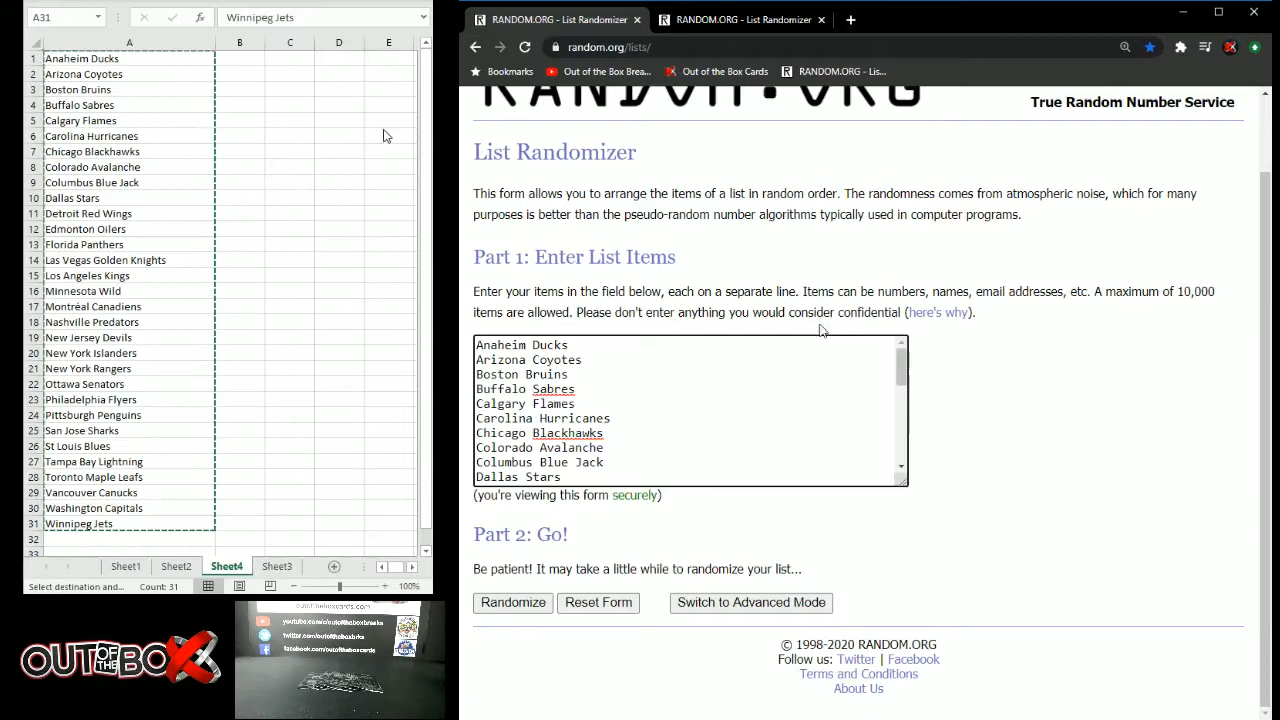 A31
Winnipeg Jets
A B C D E
1 Anaheim Ducks
2 Arizona Coyotes
3 Boston Bruins
4 Buffalo Sabres
5 Calgary Flames
6 Carolina Hurricanes
7 Chicago Blackhawks
8 Colorado Avalanche
9 Columbus Blue Jack
10 Dallas Stars
11 Detroit Red Wings
12 Edmonton Oilers
13 Florida Panthers
14 Las Vegas Golden Knights
15 Los Angeles Kings
16 Minnesota Wild
17 Montréal Canadiens
18 Nashville Predators
19 New Jersey Devils
20 New York Islanders
21 New York Rangers
22 Ottawa Senators
23 Philadelphia Flyers
24 Pittsburgh Penguins
25 San Jose Sharks
26 St Louis Blues
27 Tampa Bay Lightning
28 Toronto Maple Leafs
29 Vancouver Canucks
30 Washington Capitals
31 Winnipeg Jets
32
33
Sheet1 Sheet2 Sheet4 Sheet3
Select destination and... Count: 31 100%
OUT OF THE BOX
outoftheboxcards.com
youtube.com/c/outoftheboxbreaks
twitter.com/outoftheboxbrks
facebook.com/outoftheboxcards
RANDOM.ORG - List Randomizer
RANDOM.ORG - List Randomizer
random.org/lists/
Bookmarks
Out of the Box Brea...
Out of the Box Cards
RANDOM.ORG - Lis...
RANDOM.ORG
True Random Number Service
List Randomizer
This form allows you to arrange the items of a list in random order. The randomness comes from atmospheric noise, which for many
purposes is better than the pseudo-random number algorithms typically used in computer programs.
Part 1: Enter List Items
Enter your items in the field below, each on a separate line. Items can be numbers, names, email addresses, etc. A maximum of 10,000
items are allowed. Please don't enter anything you would consider confidential (here's why).
Anaheim Ducks
Arizona Coyotes
Boston Bruins
Buffalo Sabres
Calgary Flames
Carolina Hurricanes
Chicago Blackhawks
Colorado Avalanche
Columbus Blue Jack
Dallas Stars
(you're viewing this form securely)
Part 2: Go!
Be patient! It may take a little while to randomize your list...
Randomize
Reset Form
Switch to Advanced Mode
© 1998-2020 RANDOM.ORG
Follow us: Twitter | Facebook
Terms and Conditions
About Us